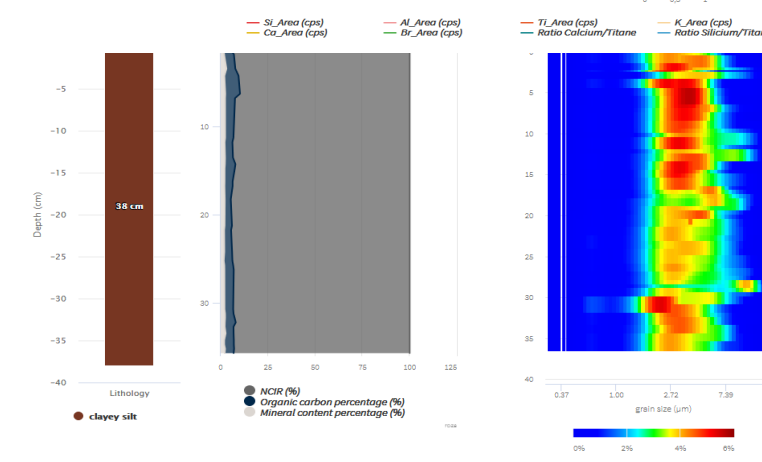 Si_Area (cps)
Al_Area (cps)
Ti_Area (cps)
K_Area (cps)
Ca_Area (cps)
Br_Area (cps)
Ratio Calcium/Titane
Ratio Silicium/Titan
−5
−10
−15
−20
−25
−30
−35
−40
Depth (cm)
38 cm
Lithology
clayey silt
10
20
30
0
25
50
75
100
125
NCIR (%)
Organic carbon percentage (%)
Mineral content percentage (%)
5
10
15
20
25
30
35
40
0.37
1.00
2.72
7.39
grain size (μm)
0%
2%
4%
6%